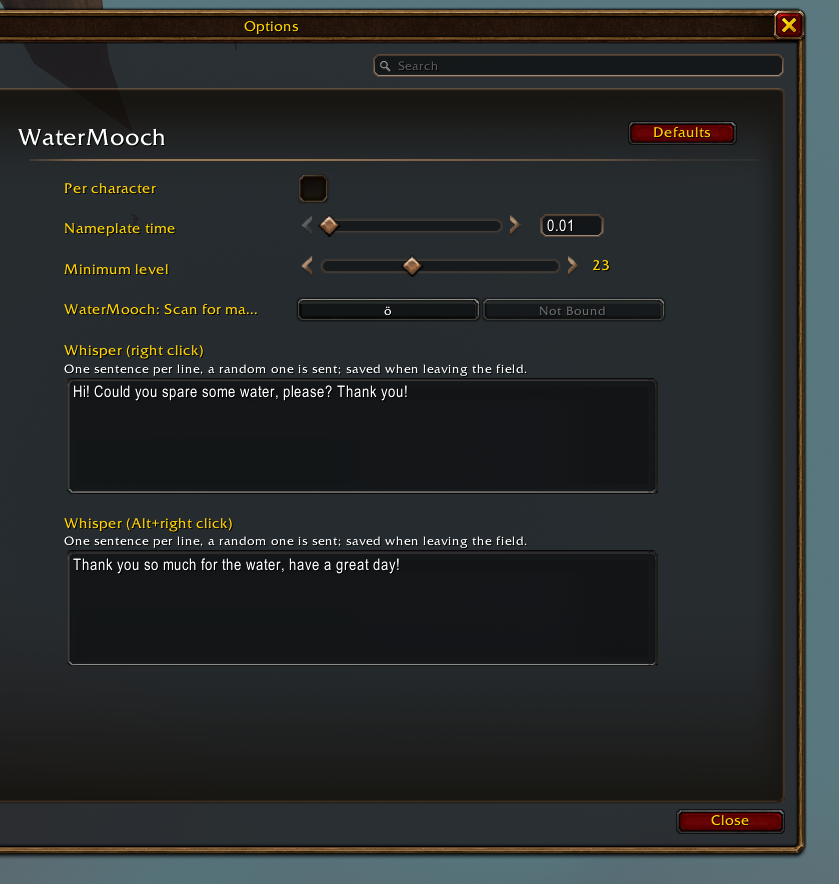 Options
Search
WaterMooch
Defaults
Per character
Nameplate time
0.01
Minimum level
23
WaterMooch: Scan for ma...
ö
Not Bound
Whisper (right click)
One sentence per line, a random one is sent; saved when leaving the field.
Hi! Could you spare some water, please? Thank you!
Whisper (Alt+right click)
One sentence per line, a random one is sent; saved when leaving the field.
Thank you so much for the water, have a great day!
Close